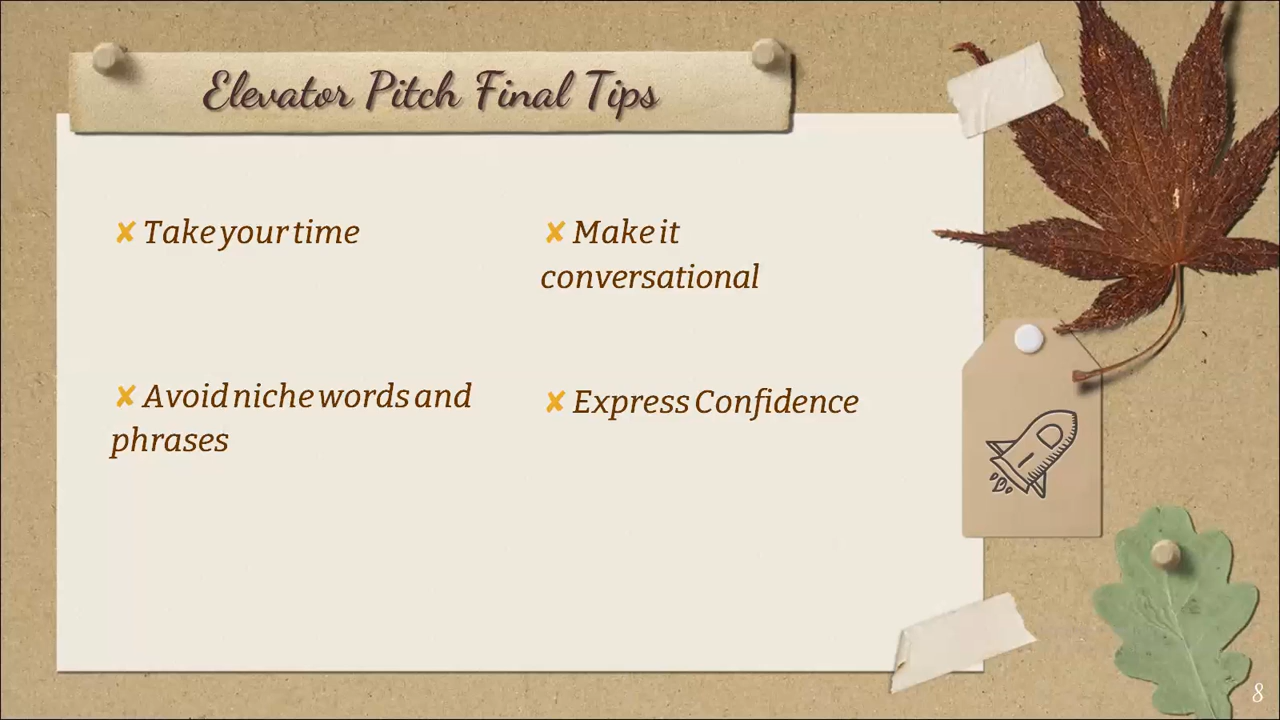 Elevator Pitch Final Tips
✘ Take your time
✘ Make it
conversational
✘ Avoid niche words and
phrases
✘ Express Confidence
8